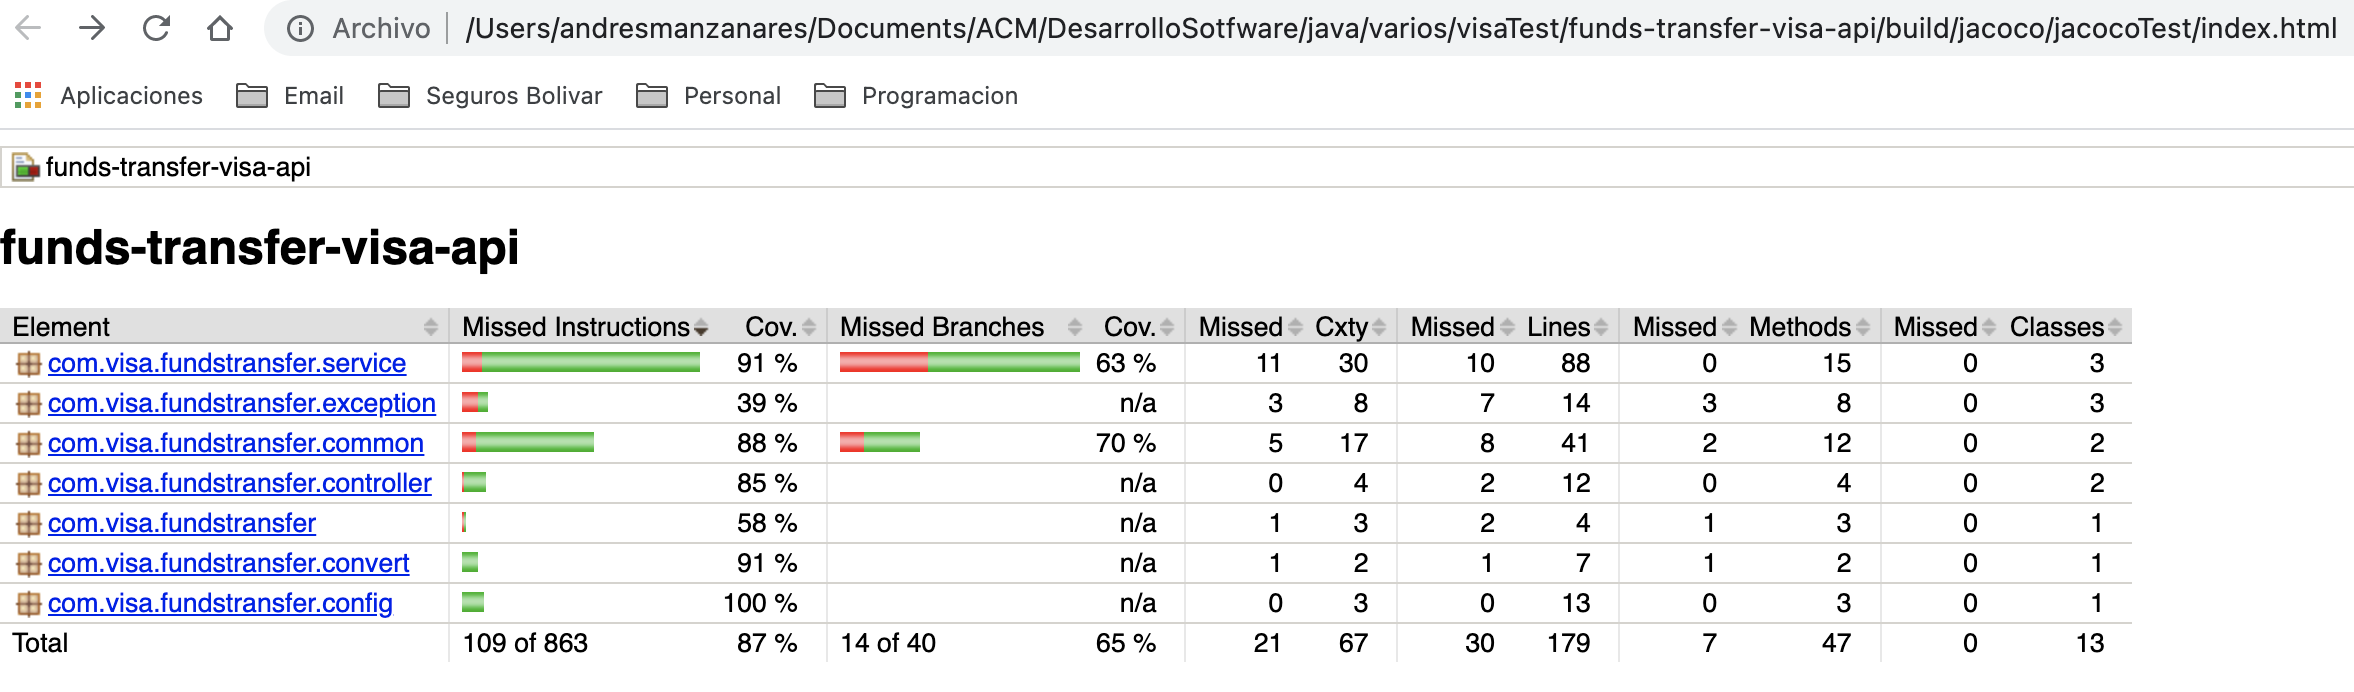 Archivo /Users/andresmanzanares/Documents/ACM/DesarrolloSotfware/java/varios/visaTest/funds-transfer-visa-api/build/jacoco/jacocoTest/index.html
Aplicaciones Email Seguros Bolivar Personal Programacion
funds-transfer-visa-api
funds-transfer-visa-api
Element Missed Instructions Cov. Missed Branches Cov. Missed Cxty Missed Lines Missed Methods Missed Classes
com.visa.fundstransfer.service 91 % 63 % 11 30 10 88 0 15 0 3
com.visa.fundstransfer.exception 39 % n/a 3 8 7 14 3 8 0 3
com.visa.fundstransfer.common 88 % 70 % 5 17 8 41 2 12 0 2
com.visa.fundstransfer.controller 85 % n/a 0 4 2 12 0 4 0 2
com.visa.fundstransfer 58 % n/a 1 3 2 4 1 3 0 1
com.visa.fundstransfer.convert 91 % n/a 1 2 1 7 1 2 0 1
com.visa.fundstransfer.config 100 % n/a 0 3 0 13 0 3 0 1
Total 109 of 863 87 % 14 of 40 65 % 21 67 30 179 7 47 0 13